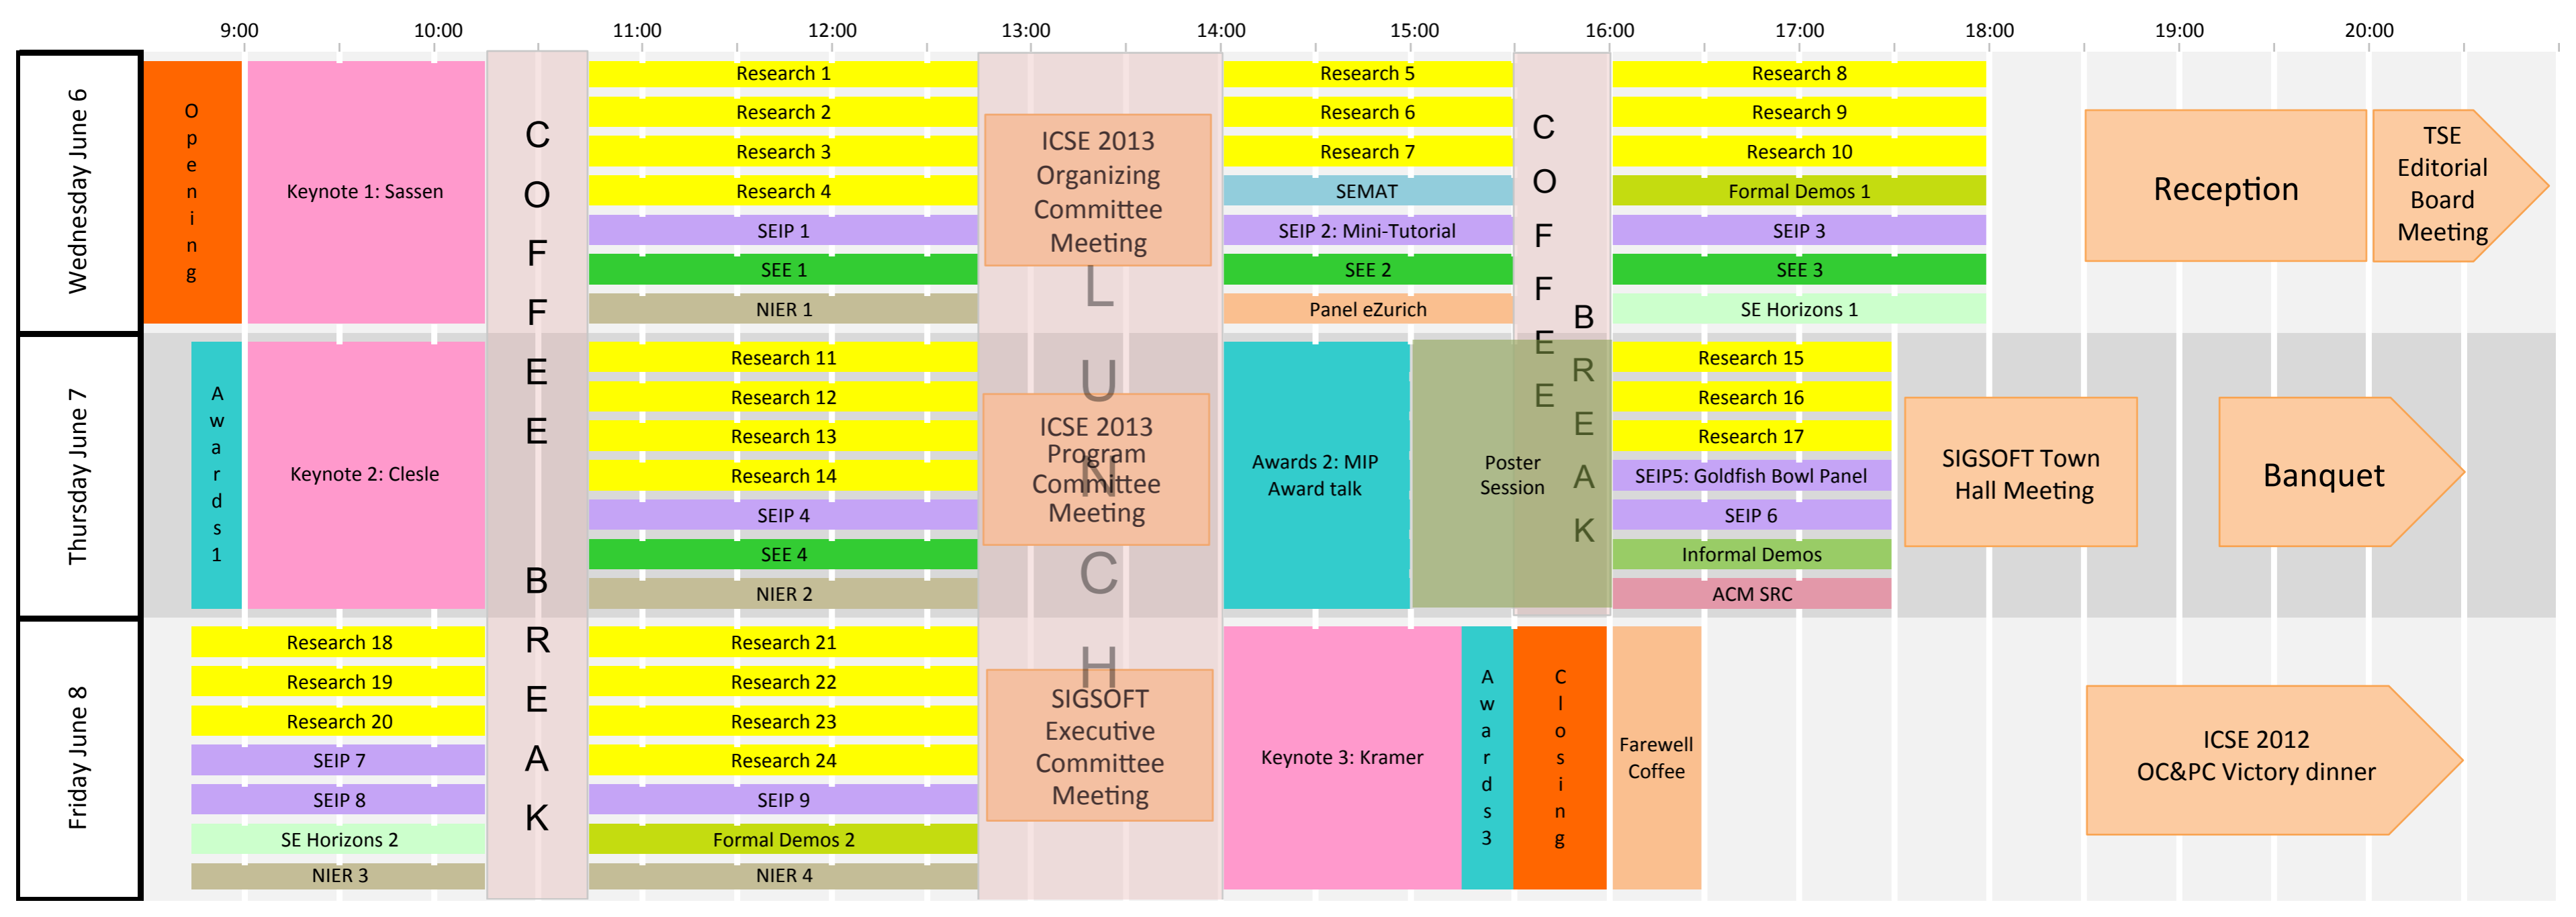 9:00 10:00 11:00 12:00 13:00 14:00 15:00 16:00 17:00 18:00 19:00 20:00
Wednesday June 6
Opening
Keynote 1: Sassen
COFFEE BREAK
Research 1
Research 2
Research 3
Research 4
SEIP 1
SEE 1
NIER 1
LUNCH
ICSE 2013
Organizing
Committee
Meeting
Research 5
Research 6
Research 7
SEMAT
SEIP 2: Mini-Tutorial
SEE 2
Panel eZurich
COFFEE
BREAK
Research 8
Research 9
Research 10
Formal Demos 1
SEIP 3
SEE 3
SE Horizons 1
Reception
TSE
Editorial
Board
Meeting
Thursday June 7
Awards1
Keynote 2: Clesle
Research 11
Research 12
Research 13
Research 14
SEIP 4
SEE 4
NIER 2
ICSE 2013
Program
Committee
Meeting
Awards 2: MIP
Award talk
Poster
Session
Research 15
Research 16
Research 17
SEIP5: Goldfish Bowl Panel
SEIP 6
Informal Demos
ACM SRC
SIGSOFT Town
Hall Meeting
Banquet
Friday June 8
Research 18
Research 19
Research 20
SEIP 7
SEIP 8
SE Horizons 2
NIER 3
Research 21
Research 22
Research 23
Research 24
SEIP 9
Formal Demos 2
NIER 4
SIGSOFT
Executive
Committee
Meeting
Keynote 3: Kramer
Awards3
Closing
Farewell
Coffee
ICSE 2012
OC&PC Victory dinner